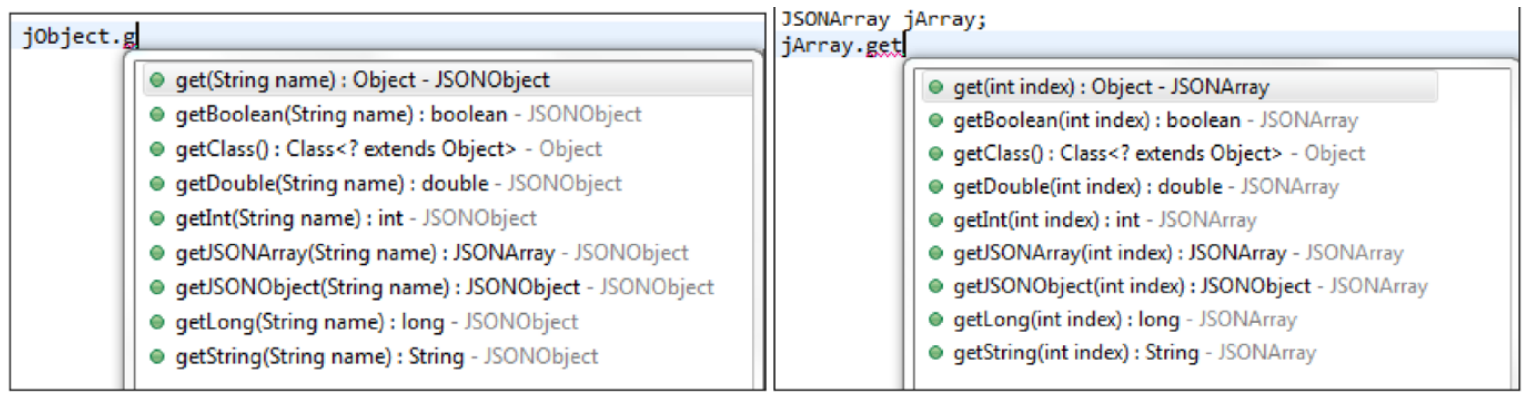 jObject.g
get(String name) : Object - JSONObject
getBoolean(String name) : boolean - JSONObject
getClass() : Class<? extends Object> - Object
getDouble(String name) : double - JSONObject
getInt(String name) : int - JSONObject
getJSONArray(String name) : JSONArray - JSONObject
getJSONObject(String name) : JSONObject - JSONObject
getLong(String name) : long - JSONObject
getString(String name) : String - JSONObject
JSONArray jArray;
jArray.get
get(int index) : Object - JSONArray
getBoolean(int index) : boolean - JSONArray
getClass() : Class<? extends Object> - Object
getDouble(int index) : double - JSONArray
getInt(int index) : int - JSONArray
getJSONArray(int index) : JSONArray - JSONArray
getJSONObject(int index) : JSONObject - JSONArray
getLong(int index) : long - JSONArray
getString(int index) : String - JSONArray